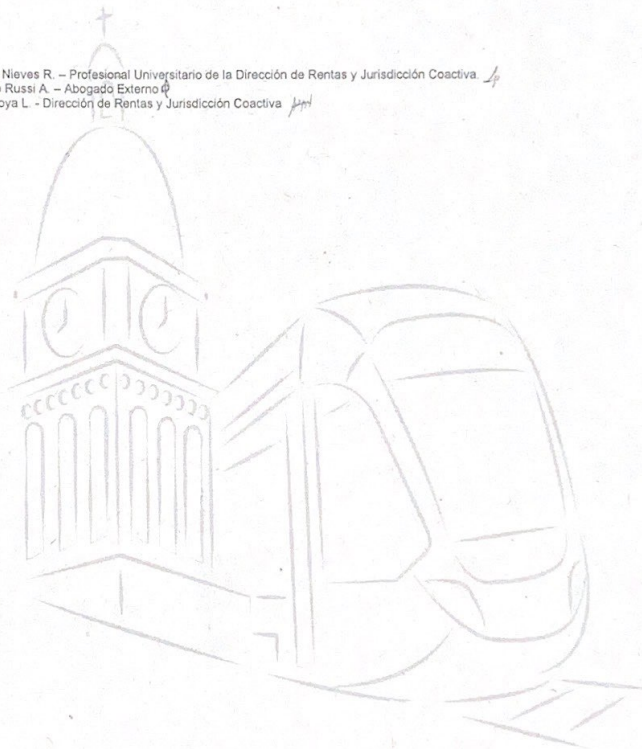 Nieves R. – Profesional Universitario de la Dirección de Rentas y Jurisdicción Coactiva.
Russi A. – Abogado Externo
oya L. - Dirección de Rentas y Jurisdicción Coactiva